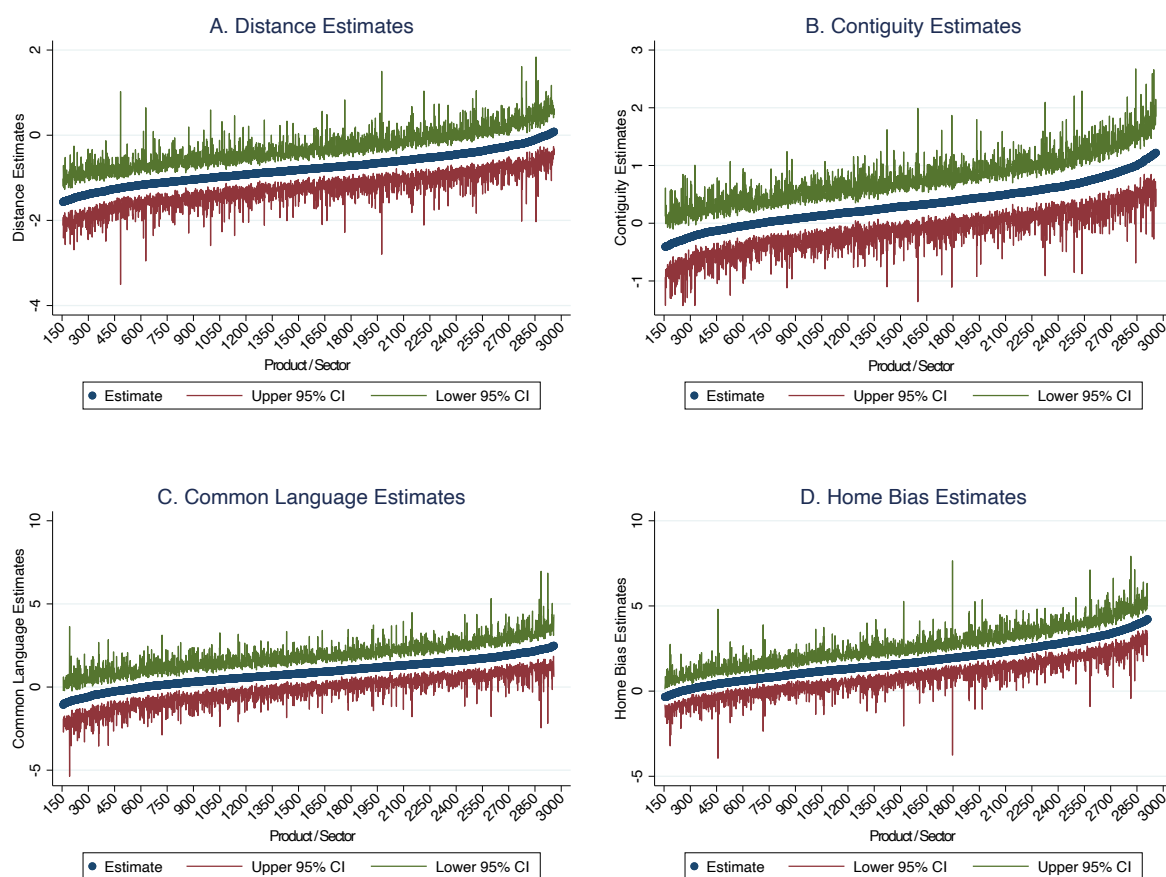 A. Distance Estimates
Distance Estimates
2
0
-2
-4
150 300 450 600 750 900 1050 1200 1350 1500 1650 1800 1950 2100 2250 2400 2550 2700 2850 3000
Product/Sector
Estimate Upper 95% CI Lower 95% CI
B. Contiguity Estimates
Contiguity Estimates
3
2
1
0
-1
150 300 450 600 750 900 1050 1200 1350 1500 1650 1800 1950 2100 2250 2400 2550 2700 2850 3000
Product/Sector
Estimate Upper 95% CI Lower 95% CI
C. Common Language Estimates
Common Language Estimates
10
5
0
-5
150 300 450 600 750 900 1050 1200 1350 1500 1650 1800 1950 2100 2250 2400 2550 2700 2850 3000
Product/Sector
Estimate Upper 95% CI Lower 95% CI
D. Home Bias Estimates
Home Bias Estimates
10
5
0
-5
150 300 450 600 750 900 1050 1200 1350 1500 1650 1800 1950 2100 2250 2400 2550 2700 2850 3000
Product/Sector
Estimate Lower 95% CI Upper 95% CI